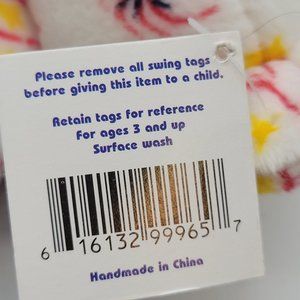 Please remove all swing tags
before giving this item to a child.
Retain tags for reference
For ages 3 and up
Surface wash
6 16132 99965 7
Handmade in China